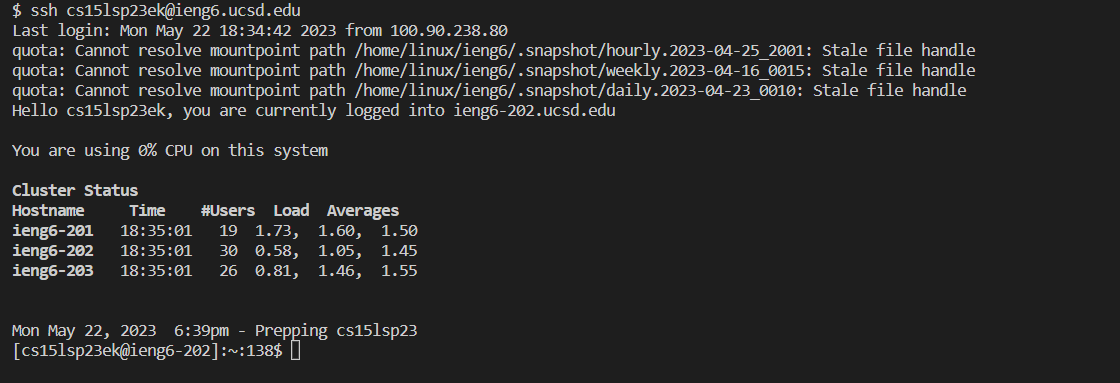 $ ssh cs15lsp23ek@ieng6.ucsd.edu
Last login: Mon May 22 18:34:42 2023 from 100.90.238.80
quota: Cannot resolve mountpoint path /home/linux/ieng6/.snapshot/hourly.2023-04-25_2001: Stale file handle
quota: Cannot resolve mountpoint path /home/linux/ieng6/.snapshot/weekly.2023-04-16_0015: Stale file handle
quota: Cannot resolve mountpoint path /home/linux/ieng6/.snapshot/daily.2023-04-23_0010: Stale file handle
Hello cs15lsp23ek, you are currently logged into ieng6-202.ucsd.edu
You are using 0% CPU on this system
Cluster Status
Hostname     Time    #Users  Load  Averages
ieng6-201   18:35:01   19  1.73,  1.60,  1.50
ieng6-202   18:35:01   30  0.58,  1.05,  1.45
ieng6-203   18:35:01   26  0.81,  1.46,  1.55
Mon May 22, 2023  6:39pm - Prepping cs15lsp23
[cs15lsp23ek@ieng6-202]:~:138$